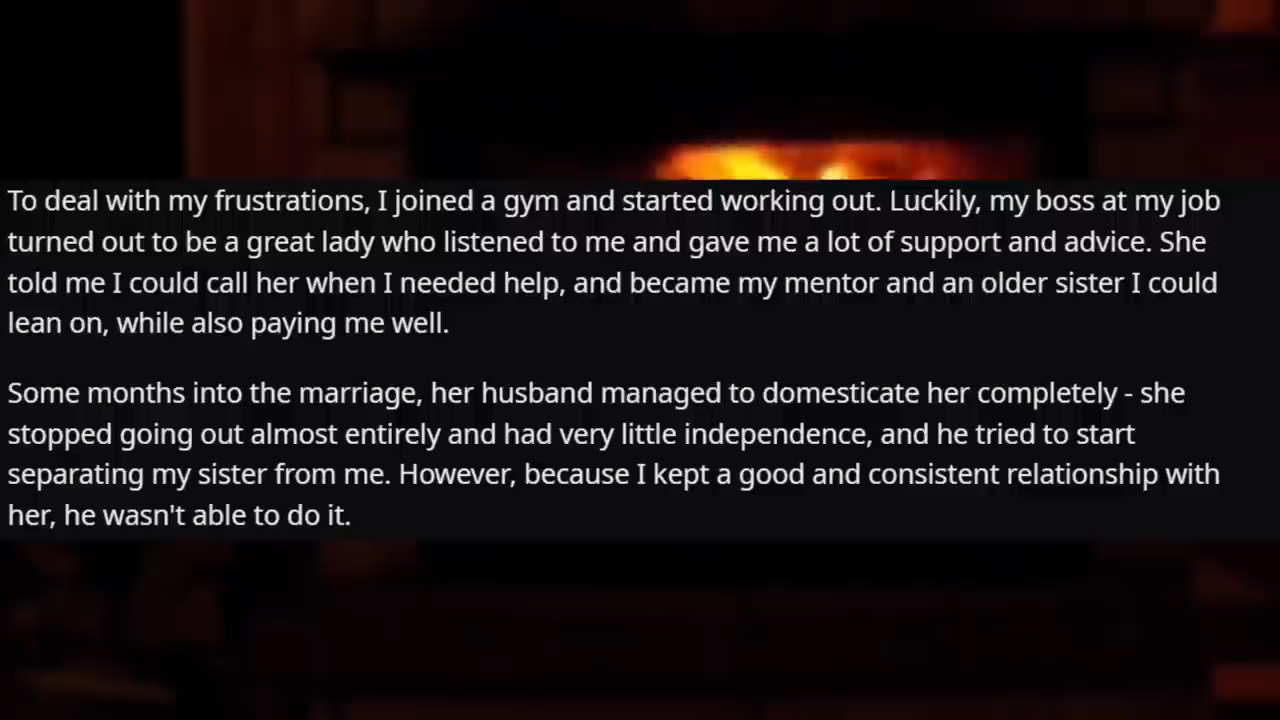 To deal with my frustrations, I joined a gym and started working out. Luckily, my boss at my job
turned out to be a great lady who listened to me and gave me a lot of support and advice. She
told me I could call her when I needed help, and became my mentor and an older sister I could
lean on, while also paying me well.
Some months into the marriage, her husband managed to domesticate her completely - she
stopped going out almost entirely and had very little independence, and he tried to start
separating my sister from me. However, because I kept a good and consistent relationship with
her, he wasn't able to do it.